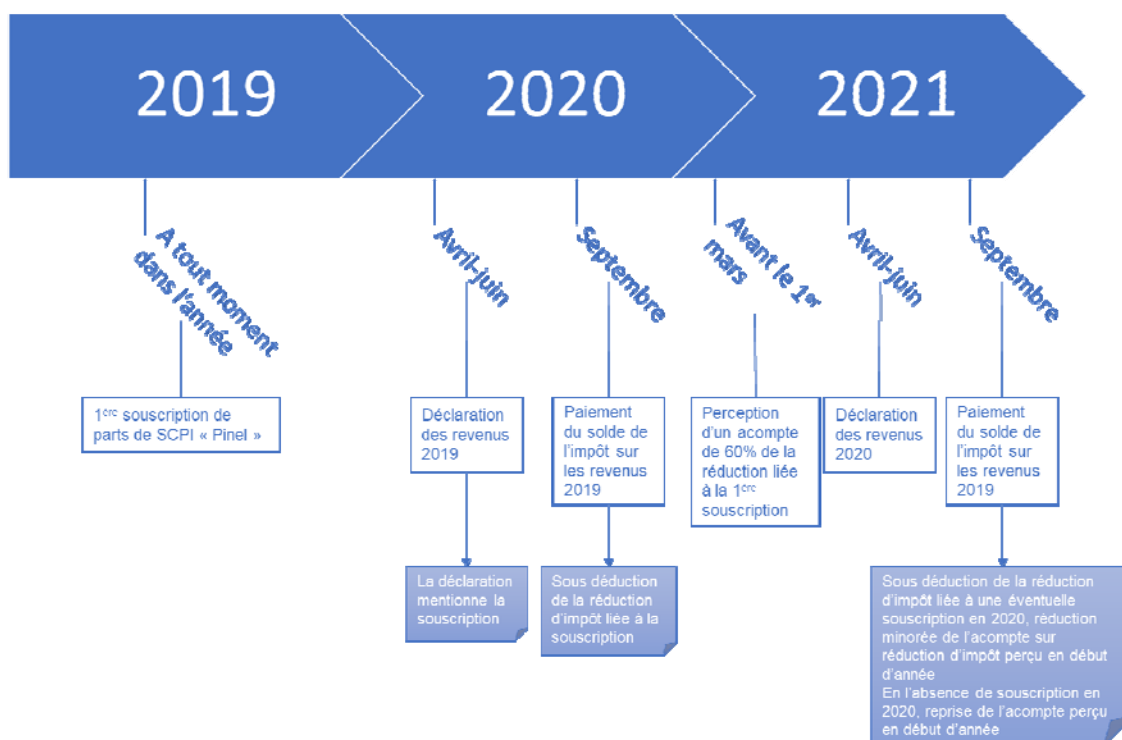 2019
2020
2021
A tout moment
dans l'année
Avril-juin
Septembre
Avant le 1er
mars
Avril-juin
Septembre
1ère souscription de
parts de SCPI « Pinel »
Déclaration
des revenus
2019
Paiement
du solde de
l'impôt sur
les revenus
2019
Perception
d'un acompte
de 60% de la
réduction liée
à la 1ère
souscription
Déclaration
des revenus
2020
Paiement
du solde de
l'impôt sur
les revenus
2019
La déclaration
mentionne la
souscription
Sous déduction
de la réduction
d'impôt liée à la
souscription
Sous déduction de la réduction
d'impôt liée à une éventuelle
souscription en 2020, réduction
minorée de l'acompte sur
réduction d'impôt perçu en début
d'année
En l'absence de souscription en
2020, reprise de l'acompte perçu
en début d'année